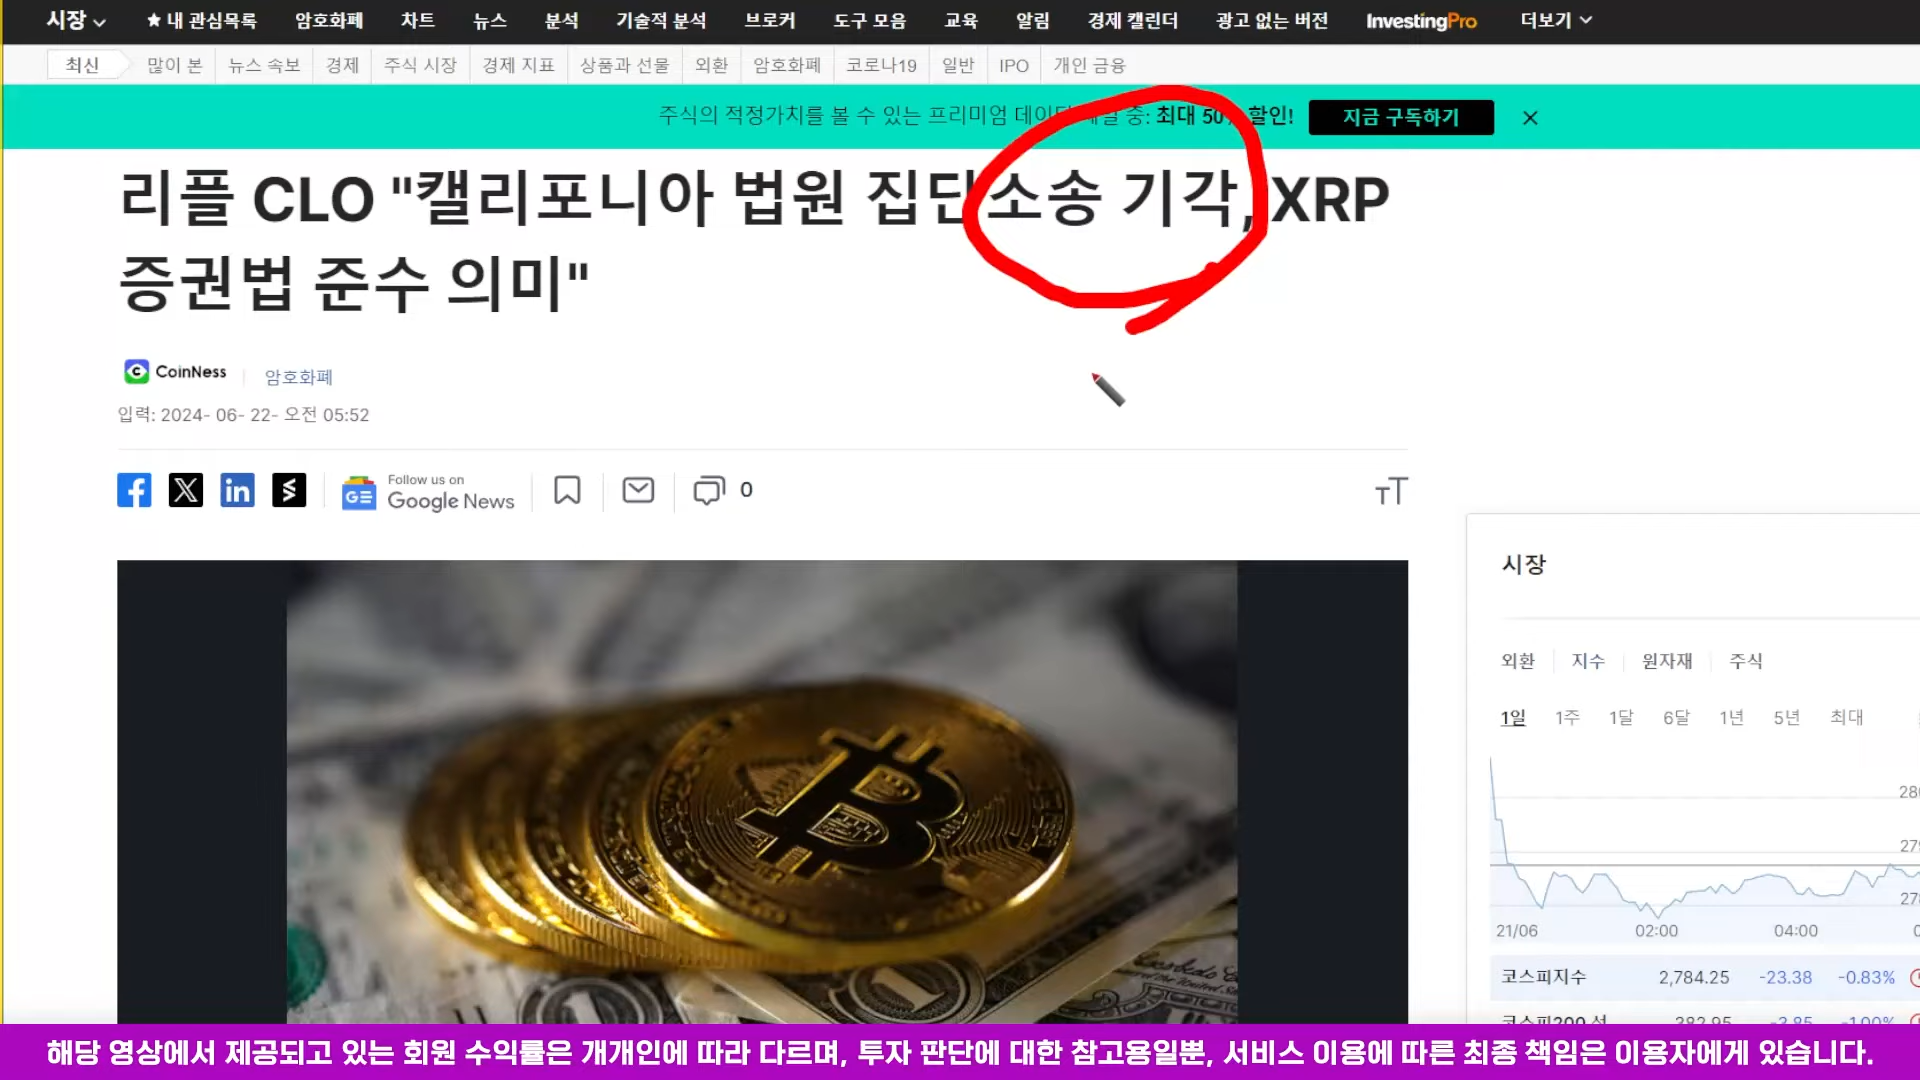 시장 ★ 내 관심목록 암호화폐 차트 뉴스 분석 기술적 분석 브로커 도구 모음 교육 알림 경제 캘린더 광고 없는 버전 InvestingPro 더보기
최신 많이 본 뉴스 속보 경제 주식 시장 경제 지표 상품과 선물 외환 암호화폐 코로나19 일반 IPO 개인 금융
주식의 적정가치를 볼 수 있는 프리미엄 중: 최대 50% 할인! 지금 구독하기
리플 CLO "캘리포니아 법원 집단소송 기각, XRP
증권법 준수 의미"
CoinNess 암호화폐
입력: 2024- 06- 22- 오전 05:52
Follow us on
Google News
0
시장
외환 지수 원자재 주식
1일 1주 1달 6달 1년 5년 최대
21/06 02:00 04:00
코스피지수 2,784.25 -23.38 -0.83%
해당 영상에서 제공되고 있는 회원 수익률은 개개인에 따라 다르며, 투자 판단에 대한 참고용일뿐, 서비스 이용에 따른 최종 책임은 이용자에게 있습니다.